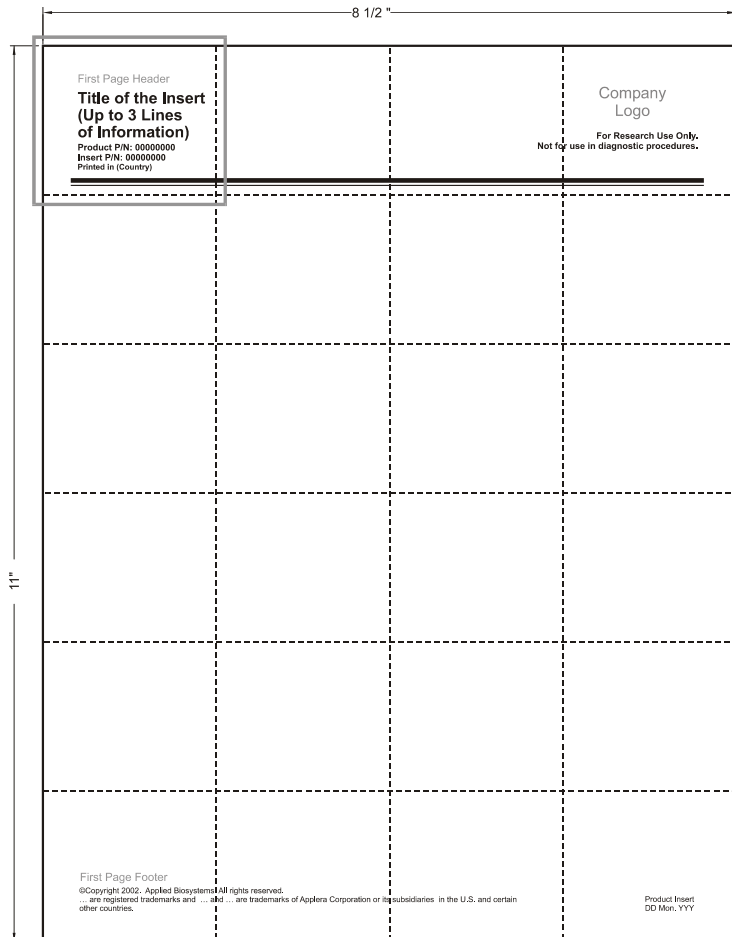 8 1/2 "
First Page Header
Title of the Insert
(Up to 3 Lines
of Information)
Product P/N: 00000000
Insert P/N: 00000000
Printed in (Country)
Company
Logo
For Research Use Only.
Not for use in diagnostic procedures.
11"
First Page Footer
©Copyright 2002. Applied Biosystems. All rights reserved.
... are registered trademarks and ... and ... are trademarks of Applera Corporation or its subsidiaries in the U.S. and certain
other countries.
Product Insert
DD Mon. YYY